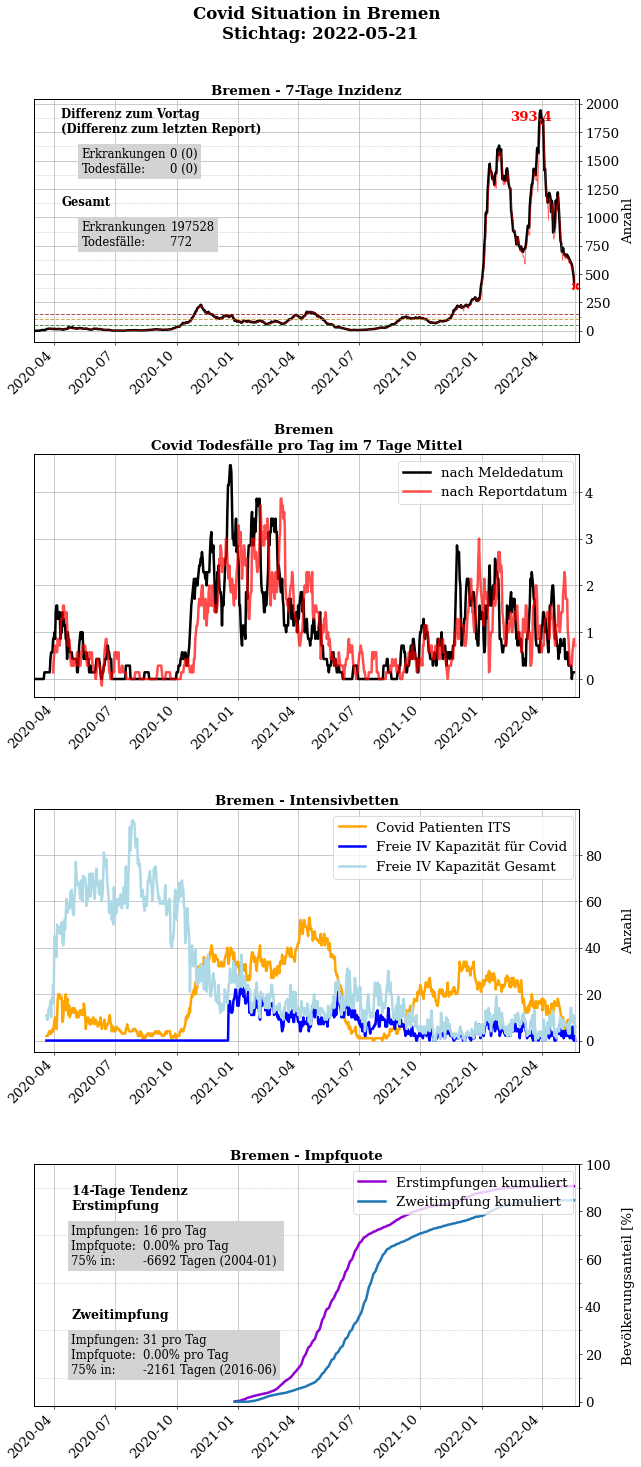 Covid Situation in Bremen
Stichtag: 2022-05-21
Bremen - 7-Tage Inzidenz
Differenz zum Vortag
(Differenz zum letzten Report)
Erkrankungen 0 (0)
Todesfälle: 0 (0)
Gesamt
Erkrankungen 197528
Todesfälle: 772
393.4
2000
1750
1500
1250
1000
750
500
250
0
Anzahl
2020-04
2020-07
2020-10
2021-01
2021-04
2021-07
2021-10
2022-01
2022-04
Bremen
Covid Todesfälle pro Tag im 7 Tage Mittel
nach Meldedatum
nach Reportdatum
4
3
2
1
0
2020-04
2020-07
2020-10
2021-01
2021-04
2021-07
2021-10
2022-01
2022-04
Bremen - Intensivbetten
Covid Patienten ITS
Freie IV Kapazität für Covid
Freie IV Kapazität Gesamt
80
60
40
20
0
Anzahl
2020-04
2020-07
2020-10
2021-01
2021-04
2021-07
2021-10
2022-01
2022-04
Bremen - Impfquote
14-Tage Tendenz
Erstimpfung
Impfungen: 16 pro Tag
Impfquote: 0.00% pro Tag
75% in: -6692 Tagen (2004-01)
Zweitimpfung
Impfungen: 31 pro Tag
Impfquote: 0.00% pro Tag
75% in: -2161 Tagen (2016-06)
Erstimpfungen kumuliert
Zweitimpfung kumuliert
100
80
60
40
20
0
Bevölkerungsanteil [%]
2020-04
2020-07
2020-10
2021-01
2021-04
2021-07
2021-10
2022-01
2022-04